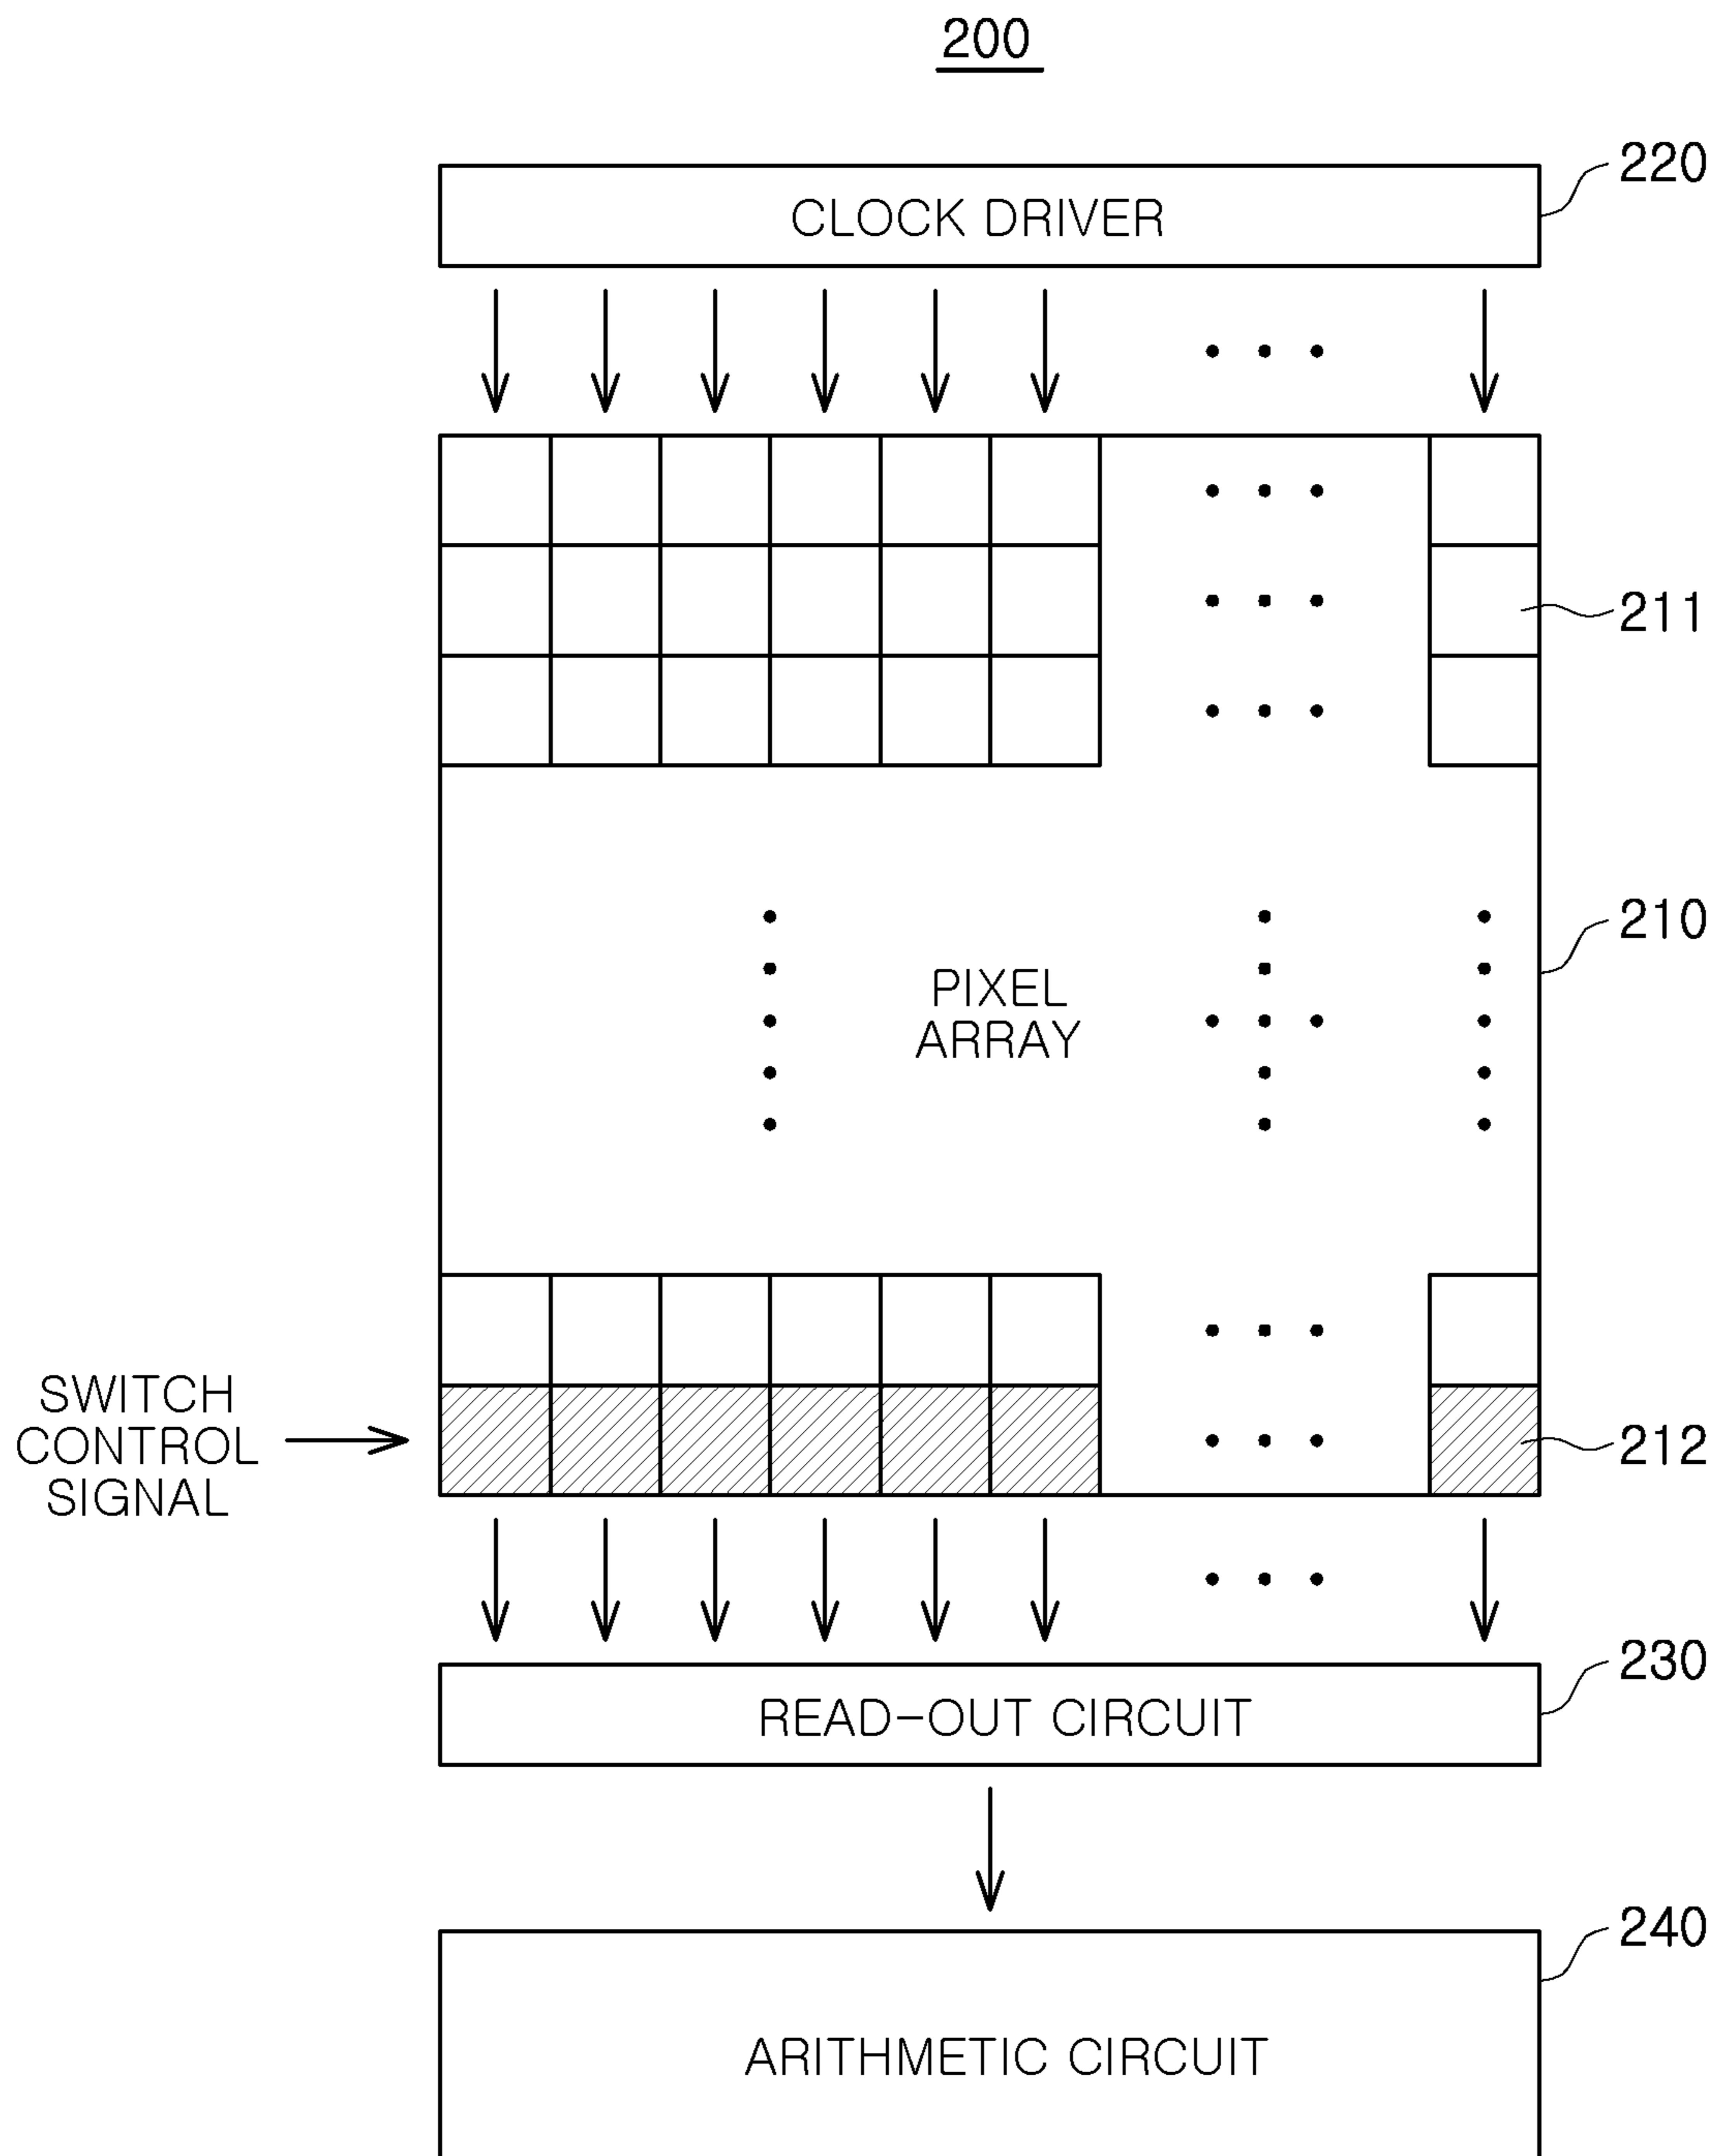 200
220
CLOCK DRIVER
211
210
PIXEL
ARRAY
SWITCH
CONTROL
SIGNAL
212
230
READ-OUT CIRCUIT
240
ARITHMETIC CIRCUIT